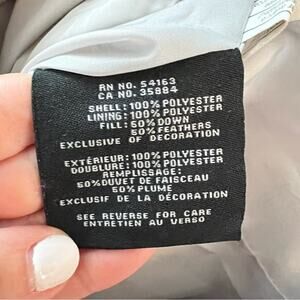 RN NO. 54163
CA NO. 35884
SHELL: 100% POLYESTER
LINING: 100% POLYESTER
FILL: 50% DOWN
50% FEATHERS
EXCLUSIVE OF DECORATION
EXTÉRIEUR: 100% POLYESTER
DOUBLURE: 100% POLYESTER
REMPLISSAGE:
50% DUVET DE FAISCEAU
50% PLUME
EXCLUSIF DE LA DÉCORATION
SEE REVERSE FOR CARE
ENTRETIEN AU VERSO